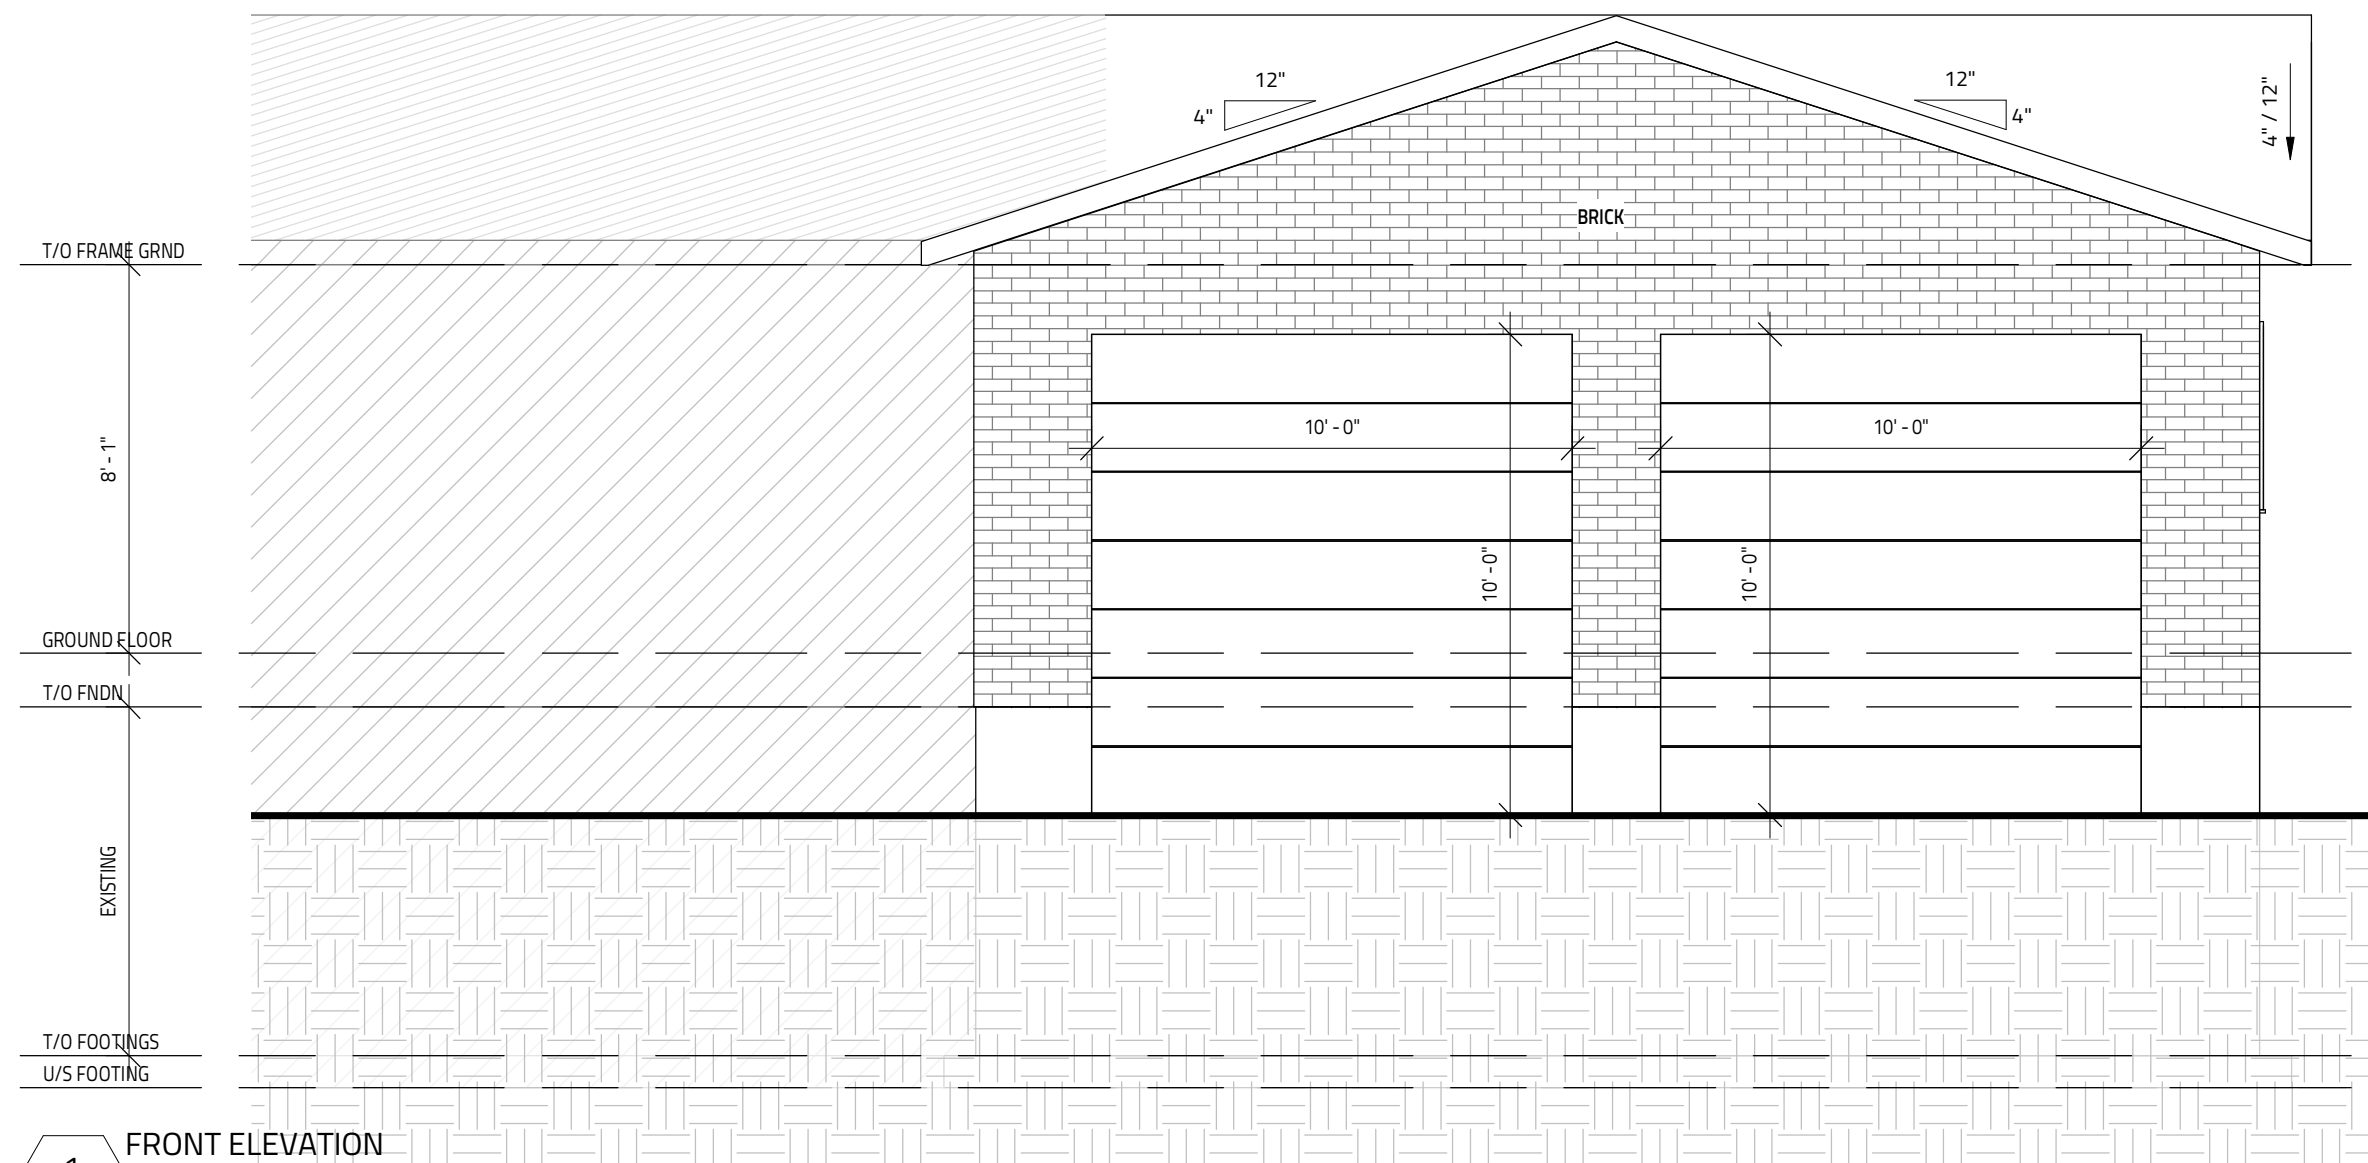 12"
4"
12"
4"
4" / 12"
BRICK
T/O FRAME GRND
8' - 1"
10' - 0"
10' - 0"
10' - 0"
10' - 0"
GROUND FLOOR
T/O FNDN
EXISTING
T/O FOOTINGS
U/S FOOTING
1
FRONT ELEVATION